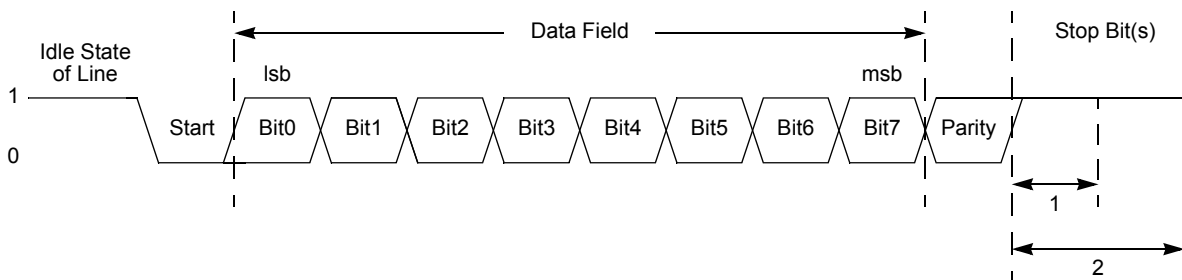 Data Field
Stop Bit(s)
Idle State
of Line
lsb
msb
1
Start
Bit0
Bit1
Bit2
Bit3
Bit4
Bit5
Bit6
Bit7
Parity
0
1
2